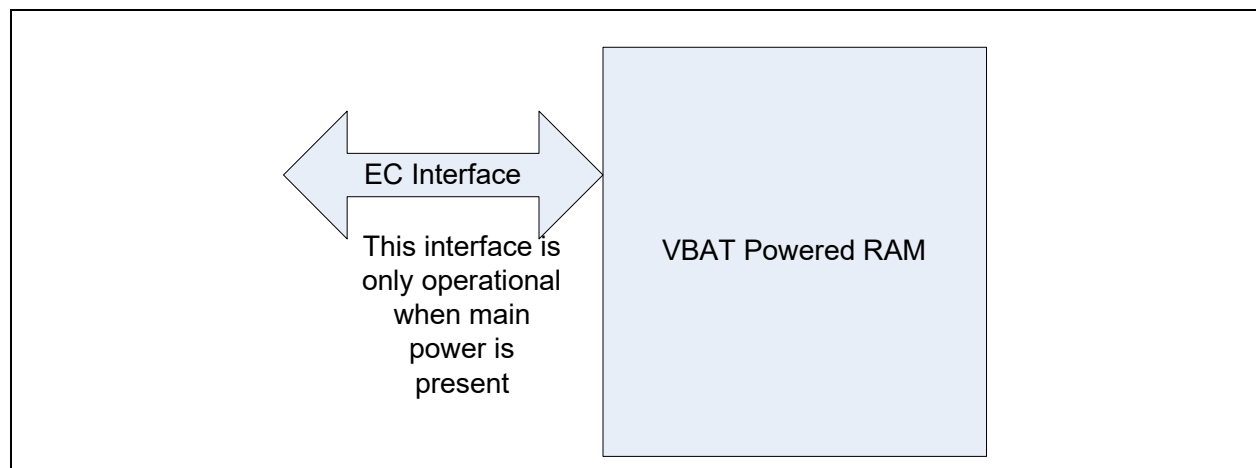 EC Interface
This interface is
only operational
when main
power is
present
VBAT Powered RAM